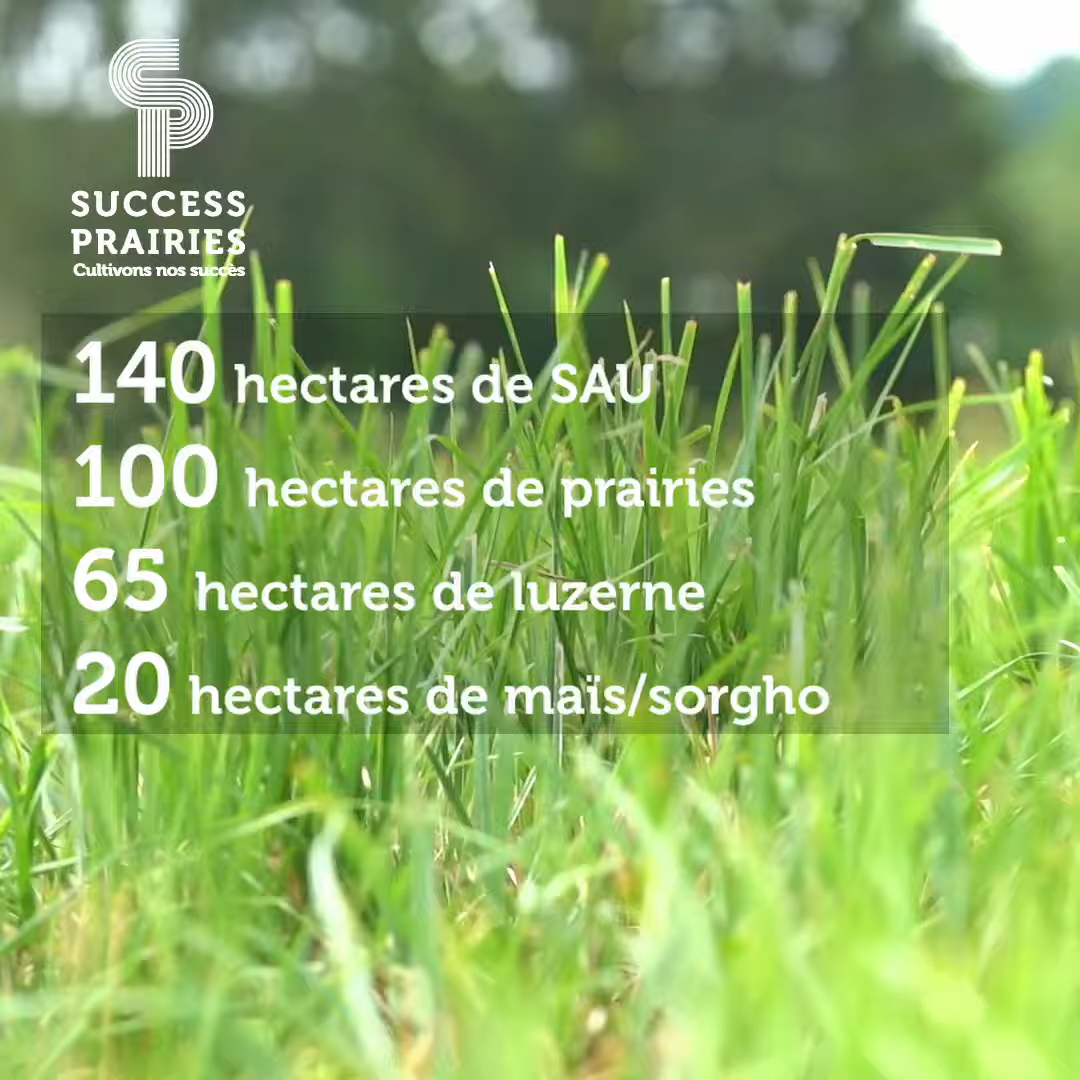 SUCCESS
PRAIRIES
Cultivons nos succès
140 hectares de SAU
100 hectares de prairies
65 hectares de luzerne
20 hectares de maïs/sorgho